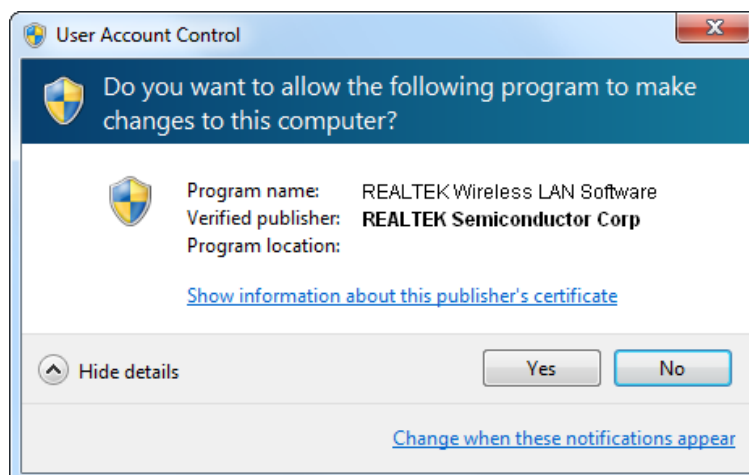 User Account Control
Do you want to allow the following program to make
changes to this computer?
Program name: REALTEK Wireless LAN Software
Verified publisher: REALTEK Semiconductor Corp
Program location:
Show information about this publisher's certificate
Hide details Yes No
Change when these notifications appear